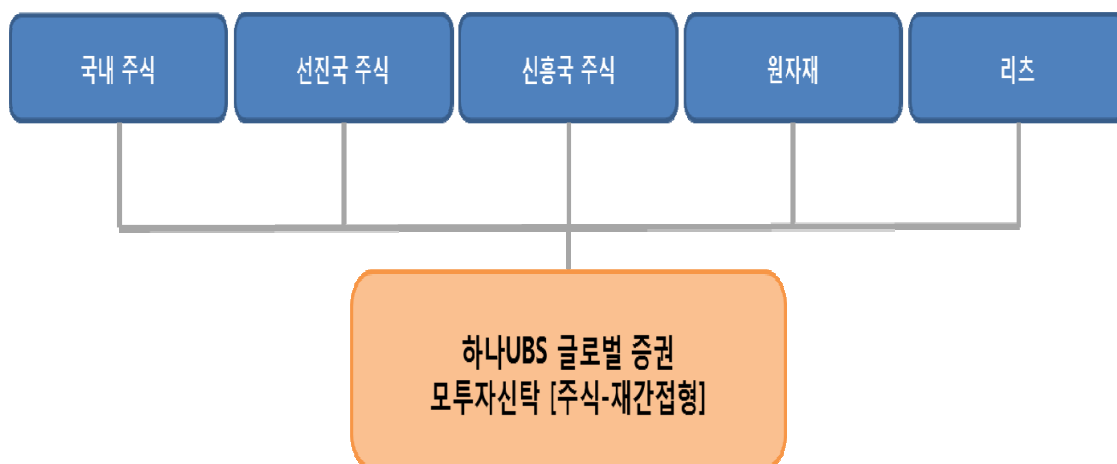 국내 주식
선진국 주식
신흥국 주식
원자재
리츠
하나UBS 글로벌 증권
모투자신탁 [주식-재간접형]